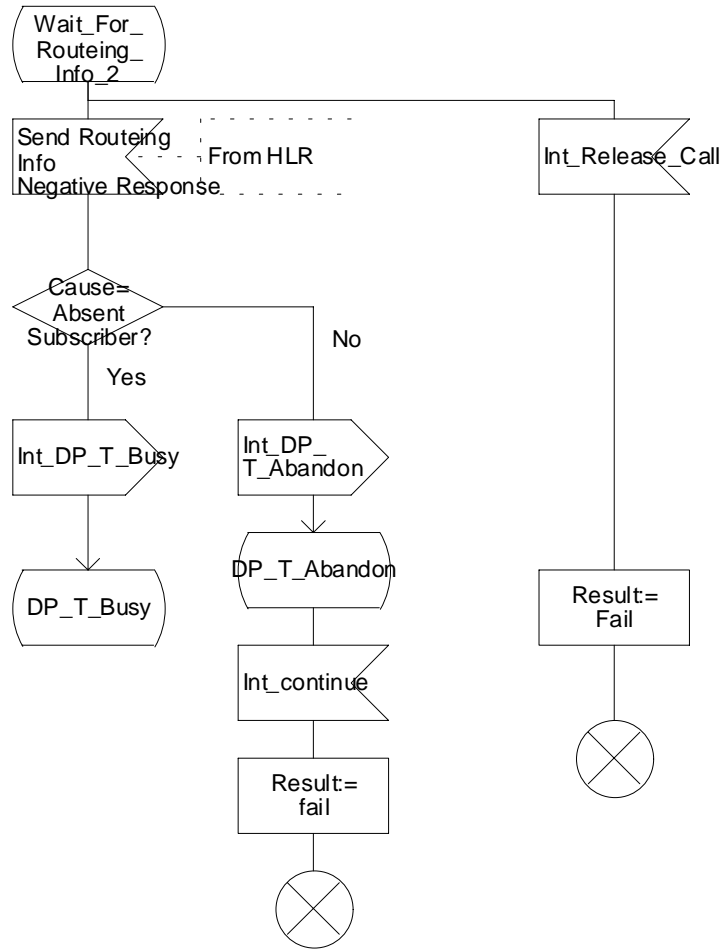 Wait_For_
Routeing_
Info_2
Send Routeing
Info
Negative Response
From HLR
Int_Release_Call
Cause=
Absent
Subscriber?
No
Yes
Int_DP_T_Busy
Int_DP_
T_Abandon
DP_T_Busy
DP_T_Abandon
Result:=
Fail
Int_continue
Result:=
fail